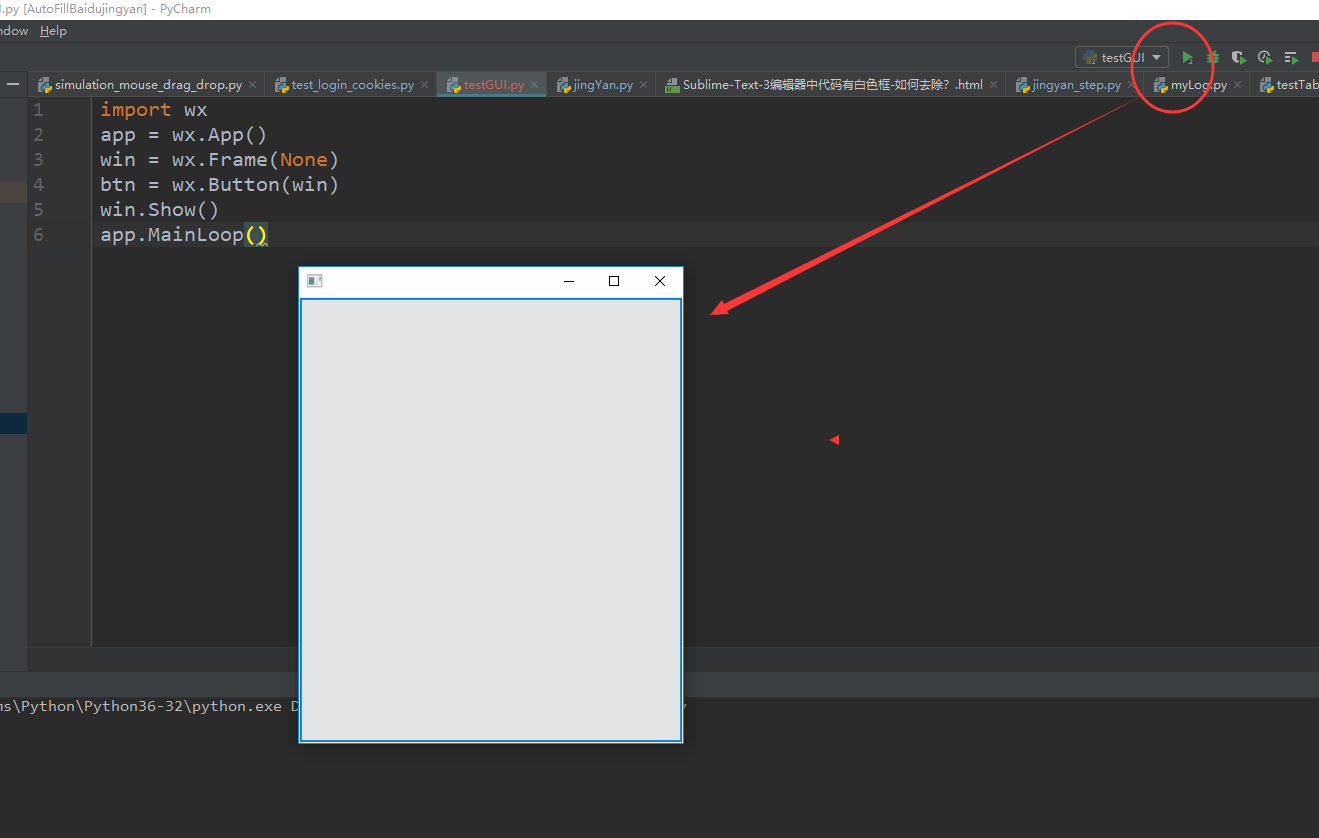 .py [AutoFillBaidujingyan] - PyCharm
ndow Help
testGUI
simulation_mouse_drag_drop.py test_login_cookies.py testGUI.py jingYan.py Sublime-Text-3编辑器中代码有白色框-如何去除? .html jingyan_step.py myLog.py testTab
1 import wx
2 app = wx.App()
3 win = wx.Frame(None)
4 btn = wx.Button(win)
5 win.Show()
6 app.MainLoop()
ns\Python\Python36-32\python.exe D